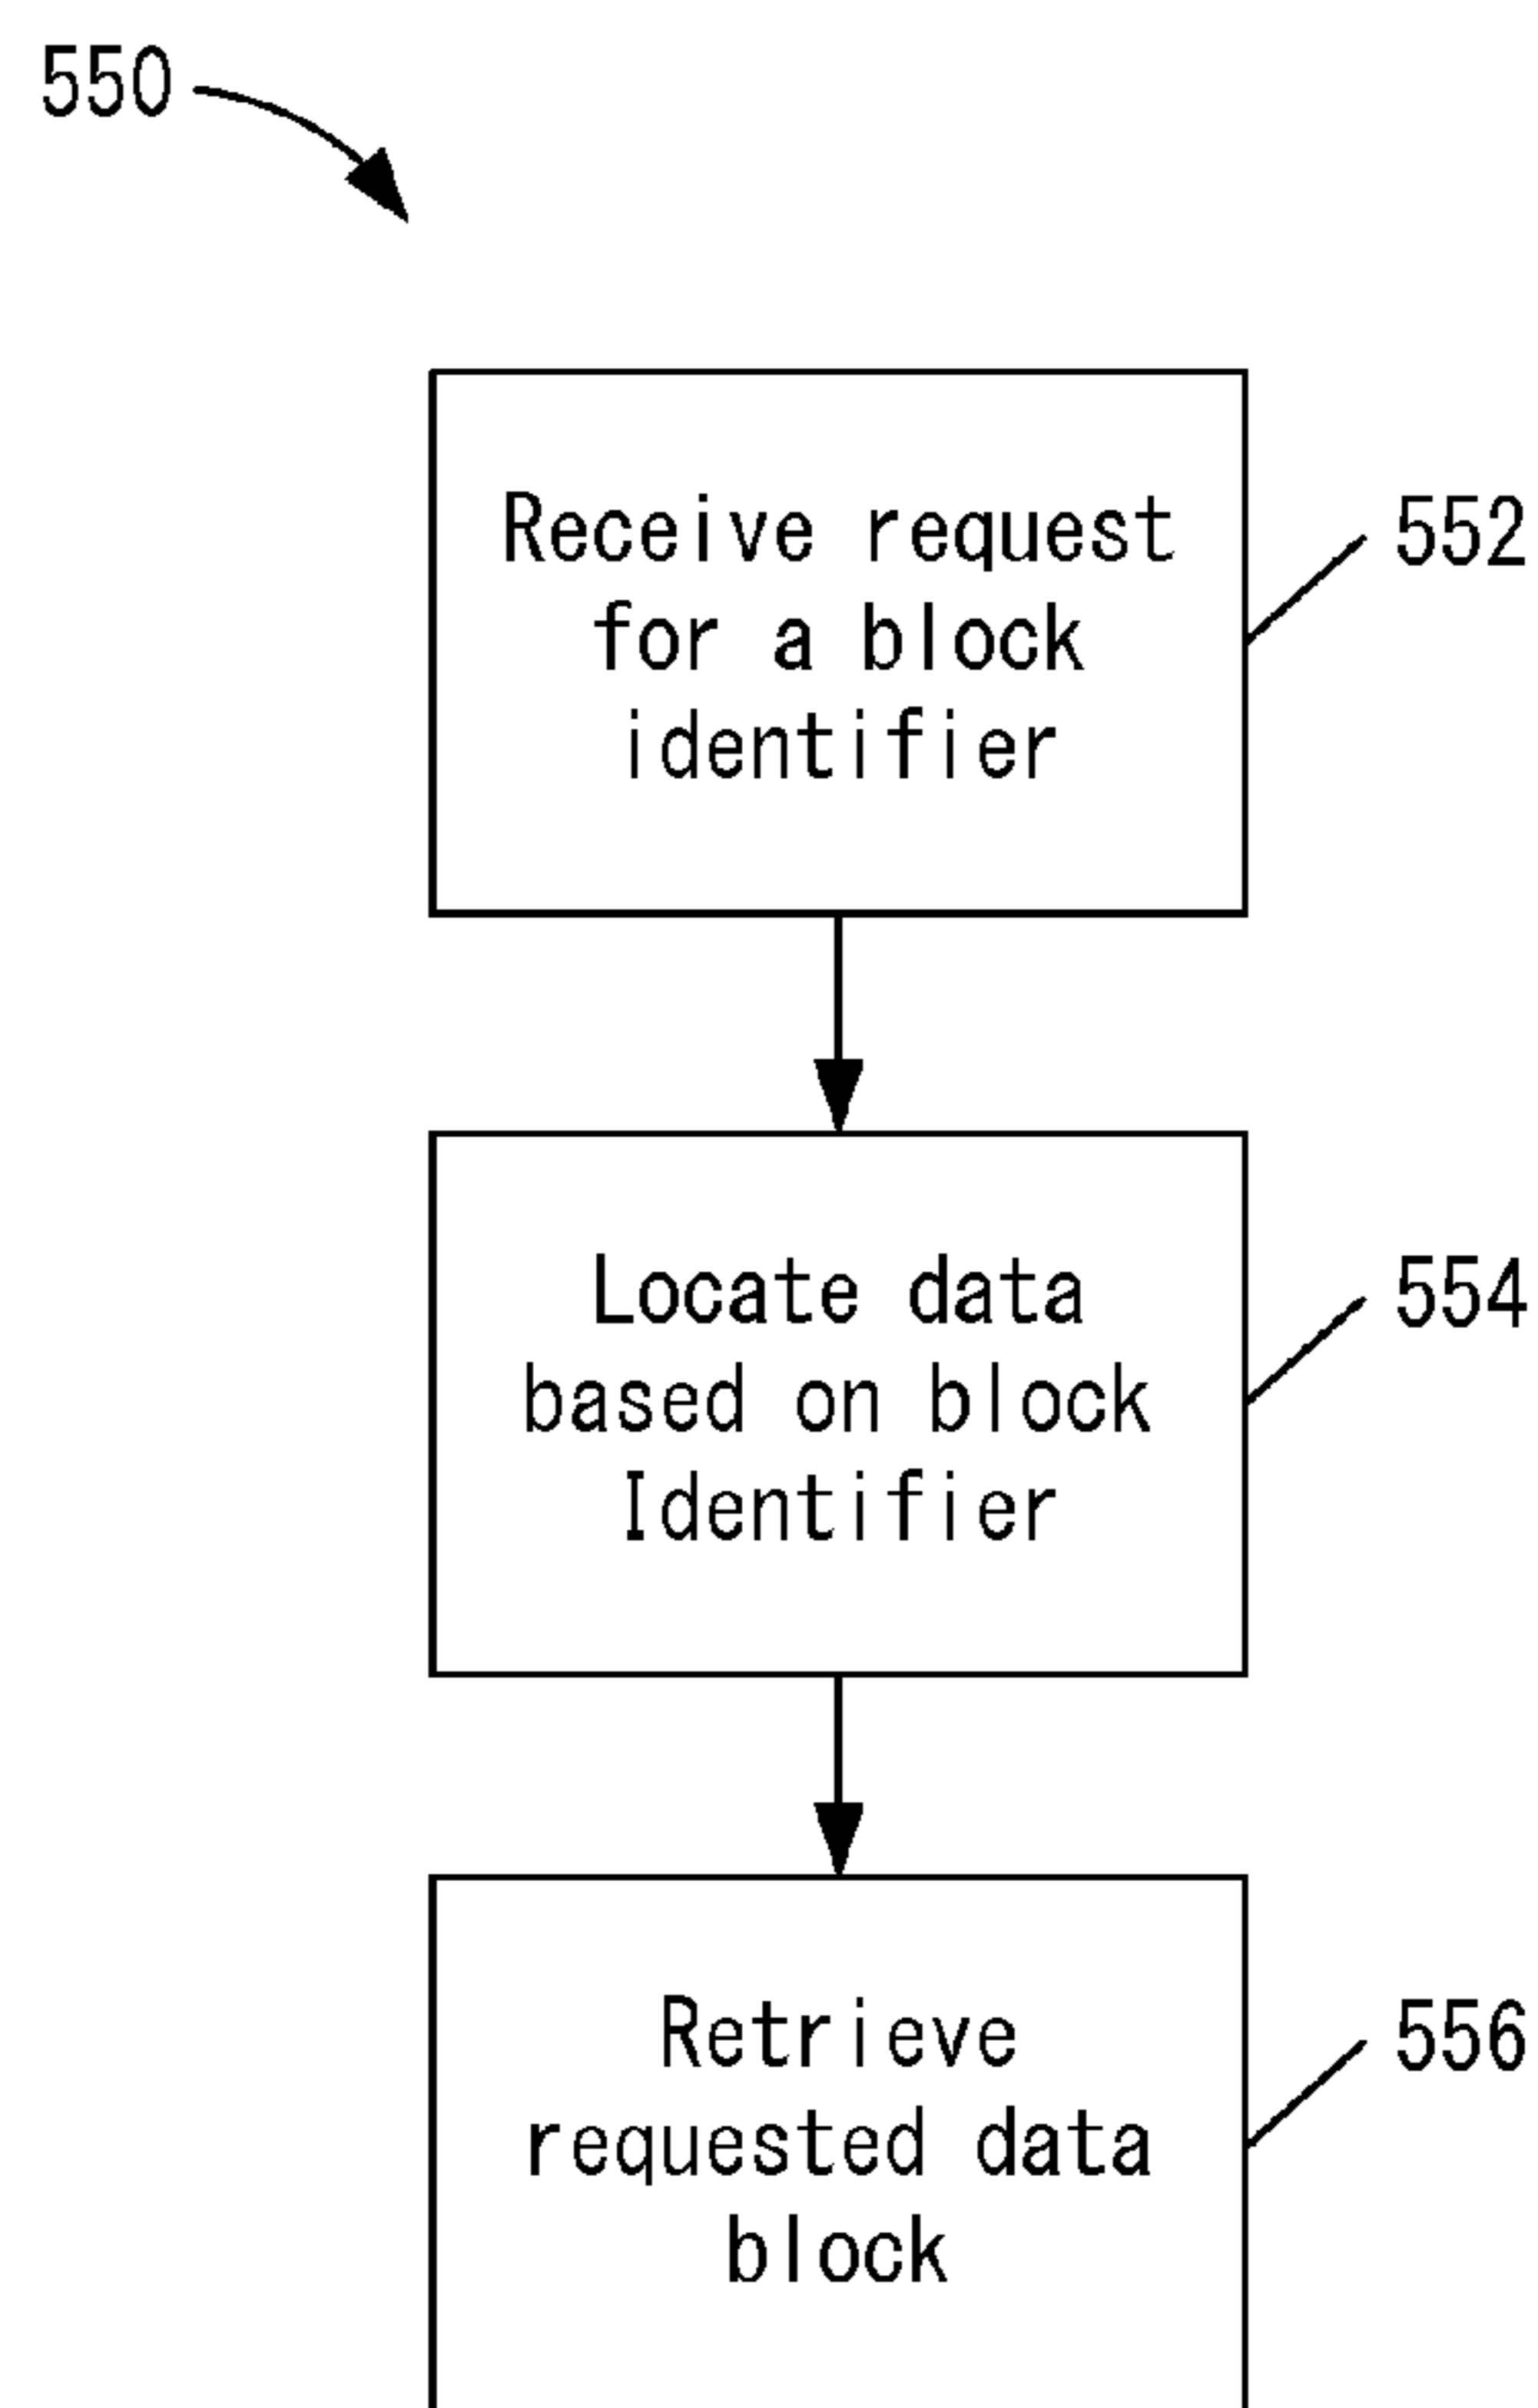 550
Receive request
for a block
identifier
552
Locate data
based on block
Identifier
554
Retrieve
requested data
block
556